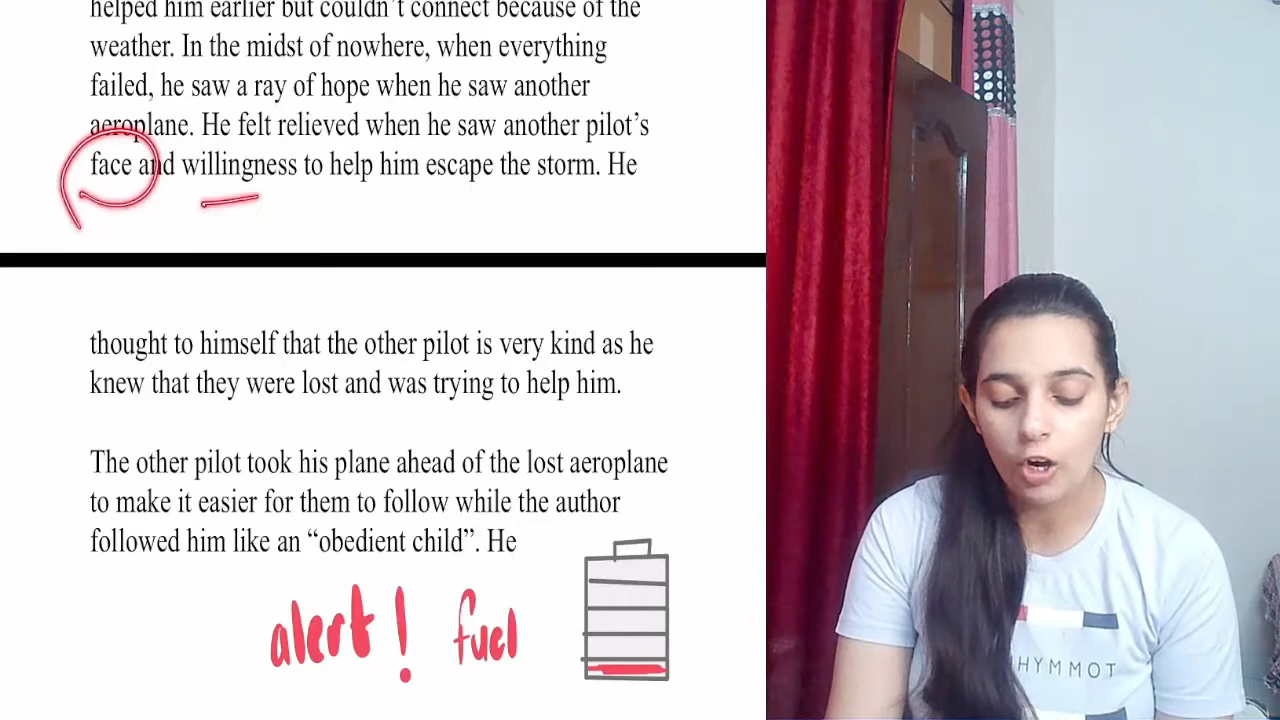 helped him earlier but couldn't connect because of the
weather. In the midst of nowhere, when everything
failed, he saw a ray of hope when he saw another
aeroplane. He felt relieved when he saw another pilot's
face and willingness to help him escape the storm. He
thought to himself that the other pilot is very kind as he
knew that they were lost and was trying to help him.
The other pilot took his plane ahead of the lost aeroplane
to make it easier for them to follow while the author
followed him like an “obedient child”. He
alert! fuel
HYMMOT